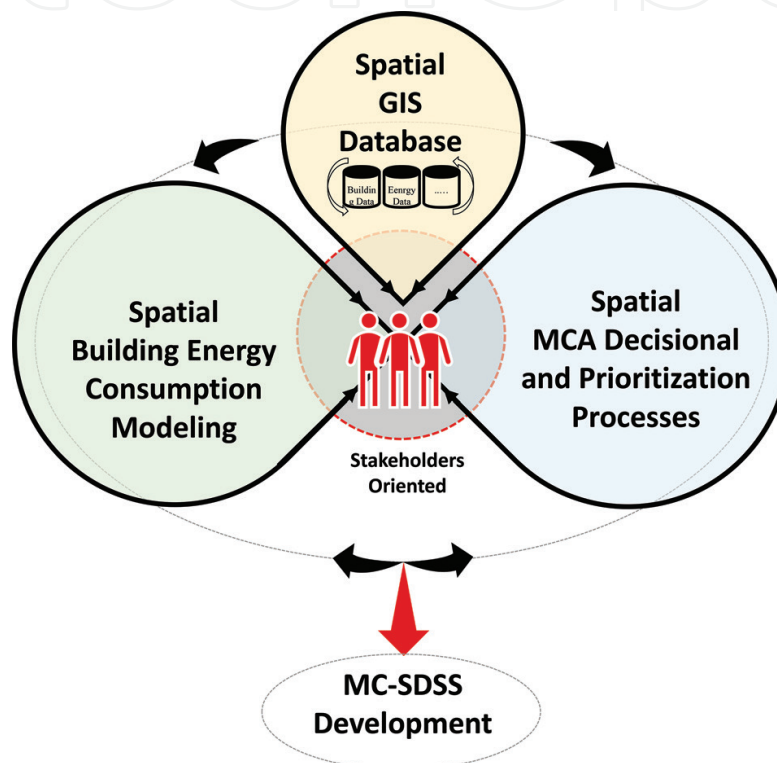 Spatial
GIS
Database
Buildin
g Data
Eenrgy
Data
.....
Spatial
Building Energy
Consumption
Modeling
Spatial
MCA Decisional
and Prioritization
Processes
Stakeholders
Oriented
MC-SDSS
Development